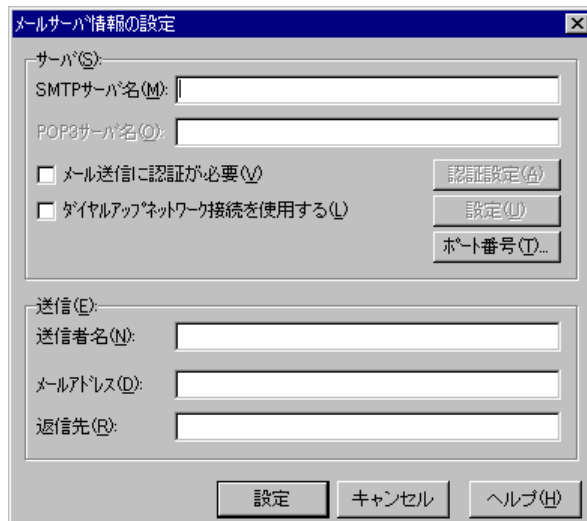 メールサーバ情報の設定
サーバ(S):
SMTPサーバ名(M):
POP3サーバ名(O):
メール送信に認証が必要(V)
認証設定(A)
ダイヤルアップネットワーク接続を使用する(L)
設定(U)
ポート番号(T)...
送信(E):
送信者名(N):
メールアドレス(D):
返信先(R):
設定 キャンセル ヘルプ(H)